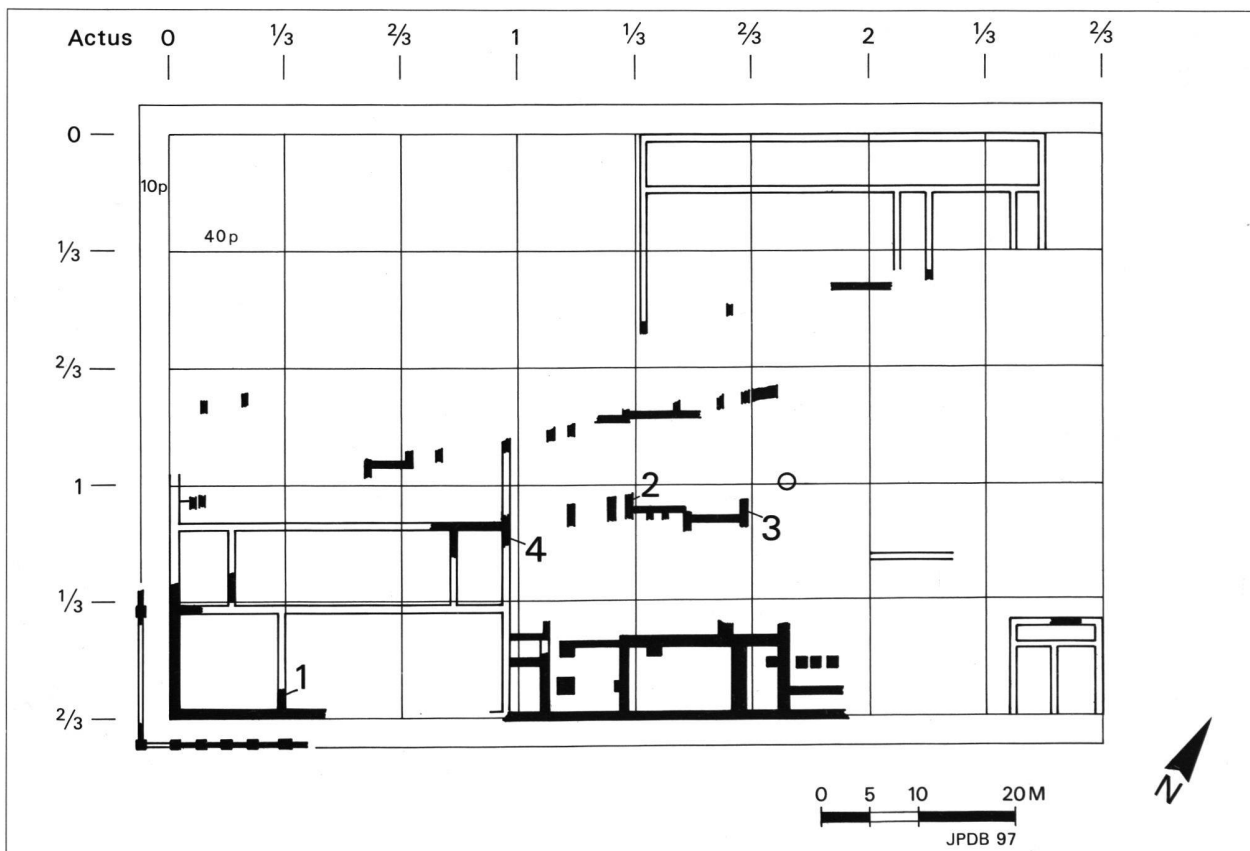 Actus 0 ⅓ ⅔ 1 ⅓ ⅔ 2 ⅓ ⅔
0
10p
40p
⅓
⅔
1
2
3
4
⅓
1
⅔
N
0 5 10 20 M
JPDB 97